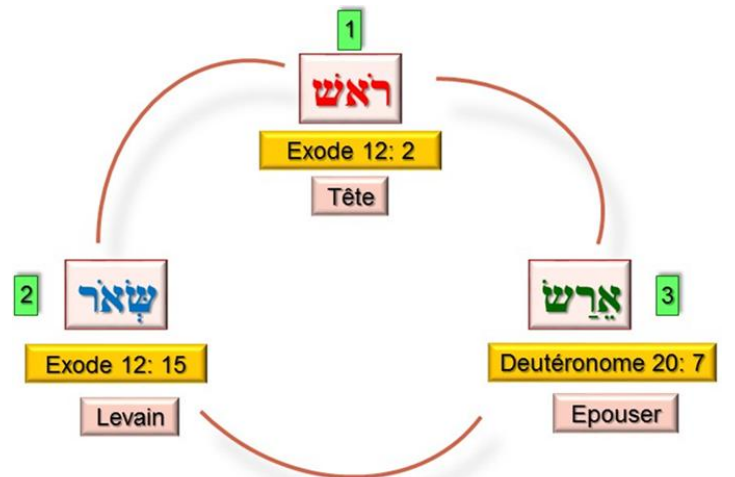 1
רֹאשׁ
Exode 12: 2
Tête
2
שְּׂאֹר
Exode 12: 15
Levain
אֵרַשׂ
3
Deutéronome 20: 7
Epouser